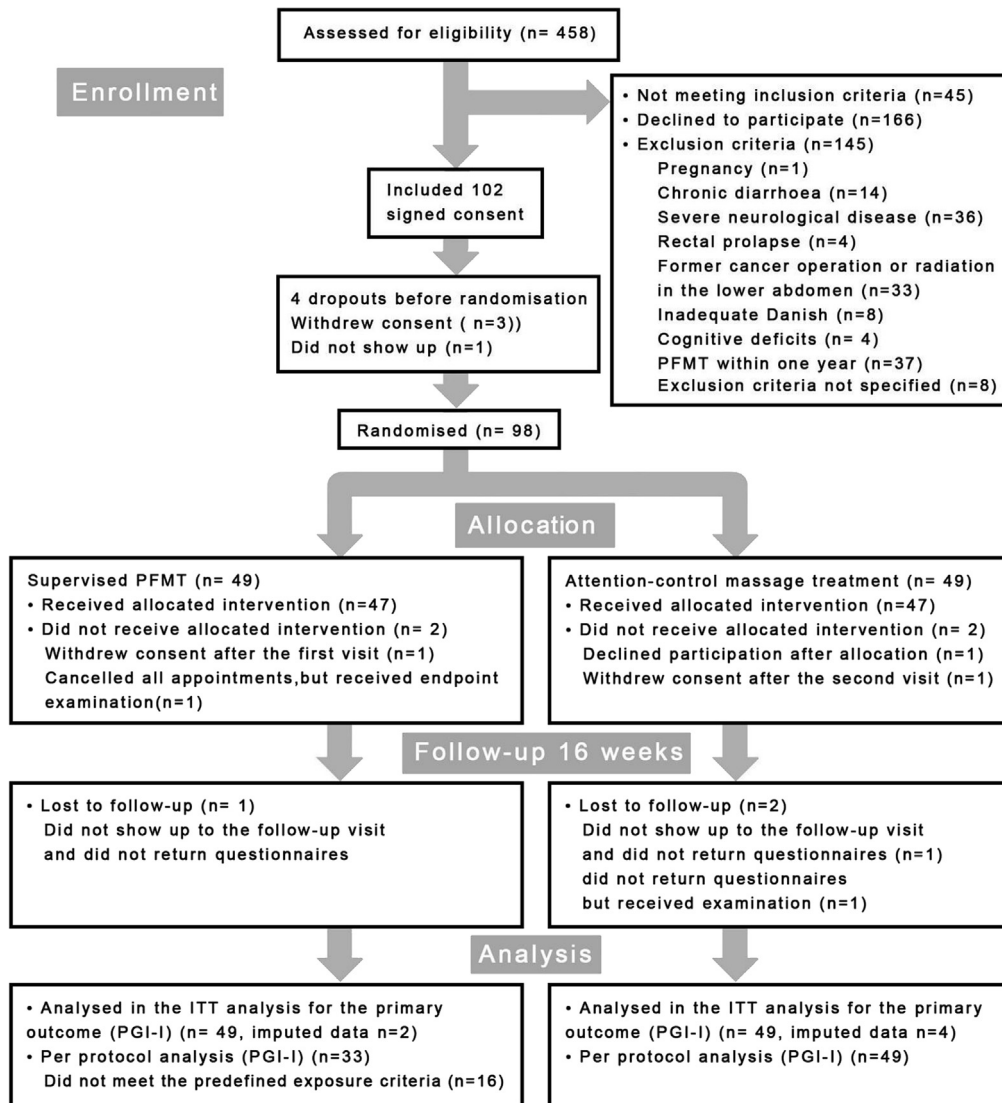 Assessed for eligibility (n= 458)
Enrollment
• Not meeting inclusion criteria (n=45)
• Declined to participate (n=166)
• Exclusion criteria (n=145)
Pregnancy (n=1)
Chronic diarrhoea (n=14)
Severe neurological disease (n=36)
Rectal prolapse (n=4)
Former cancer operation or radiation
in the lower abdomen (n=33)
Inadequate Danish (n=8)
Cognitive deficits (n= 4)
PFMT within one year (n=37)
Exclusion criteria not specified (n=8)
Included 102
signed consent
4 dropouts before randomisation
Withdrew consent ( n=3))
Did not show up (n=1)
Randomised (n= 98)
Allocation
Supervised PFMT (n= 49)
• Received allocated intervention (n=47)
• Did not receive allocated intervention (n= 2)
Withdrew consent after the first visit (n=1)
Cancelled all appointments,but received endpoint
examination(n=1)
Attention-control massage treatment (n= 49)
• Received allocated intervention (n=47)
• Did not receive allocated intervention (n= 2)
Declined participation after allocation (n=1)
Withdrew consent after the second visit (n=1)
Follow-up 16 weeks
• Lost to follow-up (n= 1)
Did not show up to the follow-up visit
and did not return questionnaires
• Lost to follow-up (n=2)
Did not show up to the follow-up visit
and did not return questionnaires (n=1)
did not return questionnaires
but received examination (n=1)
Analysis
• Analysed in the ITT analysis for the primary
outcome (PGI-I) (n= 49, imputed data n=2)
• Per protocol analysis (PGI-I) (n=33)
Did not meet the predefined exposure criteria (n=16)
• Analysed in the ITT analysis for the primary
outcome (PGI-I) (n= 49, imputed data n=4)
• Per protocol analysis (PGI-I) (n=49)